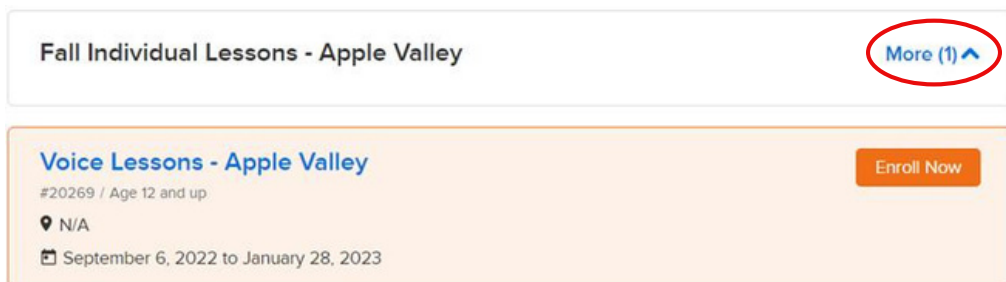 Fall Individual Lessons - Apple Valley
More (1)
Voice Lessons - Apple Valley
Enroll Now
#20269 / Age 12 and up
N/A
September 6, 2022 to January 28, 2023